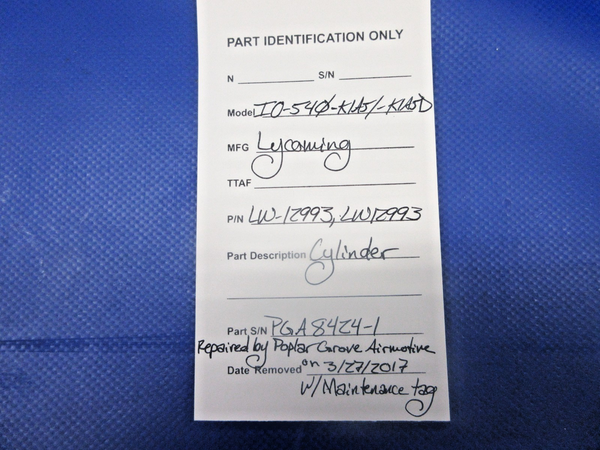 PART IDENTIFICATION ONLY
N S/N
Model IO-540-K1A5/-K1A5D
MFG Lycoming
TTAF
P/N LW-12993, LW12993
Part Description Cylinder
Part S/N PGA8424-1
Repaired by Poplar Grove Airmotive
Date Removed on 3/27/2017
w/Maintenance tag